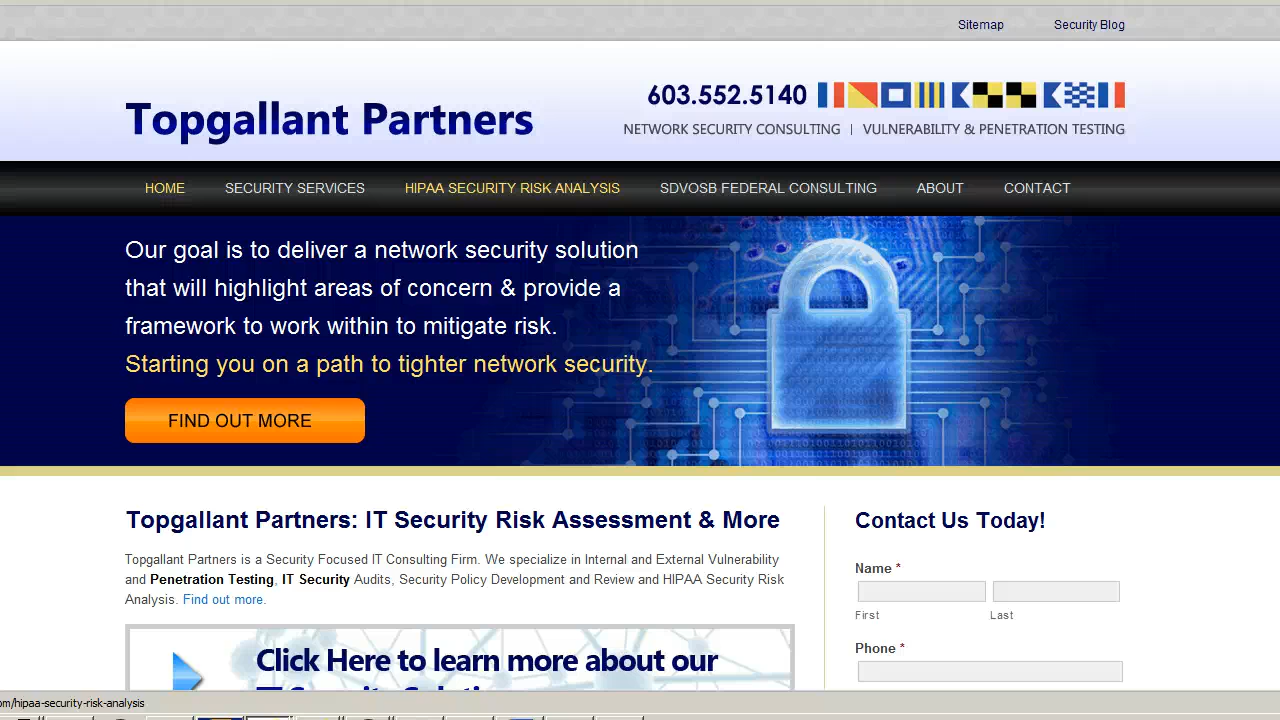 Sitemap Security Blog
Topgallant Partners
603.552.5140
NETWORK SECURITY CONSULTING | VULNERABILITY & PENETRATION TESTING
HOME SECURITY SERVICES HIPAA SECURITY RISK ANALYSIS SDVOSB FEDERAL CONSULTING ABOUT CONTACT
Our goal is to deliver a network security solution
that will highlight areas of concern & provide a
framework to work within to mitigate risk.
Starting you on a path to tighter network security.
FIND OUT MORE
Topgallant Partners: IT Security Risk Assessment & More
Topgallant Partners is a Security Focused IT Consulting Firm. We specialize in Internal and External Vulnerability
and Penetration Testing, IT Security Audits, Security Policy Development and Review and HIPAA Security Risk
Analysis. Find out more.
Click Here to learn more about our
Contact Us Today!
Name *
First Last
Phone *
om/hipaa-security-risk-analysis